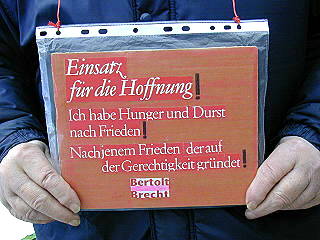 Einsatz
für die Hoffnung!
Ich habe Hunger und Durst
nach Frieden!
Nach jenem Frieden der auf
der Gerechtigkeit gründet!
Bertolt
Brecht